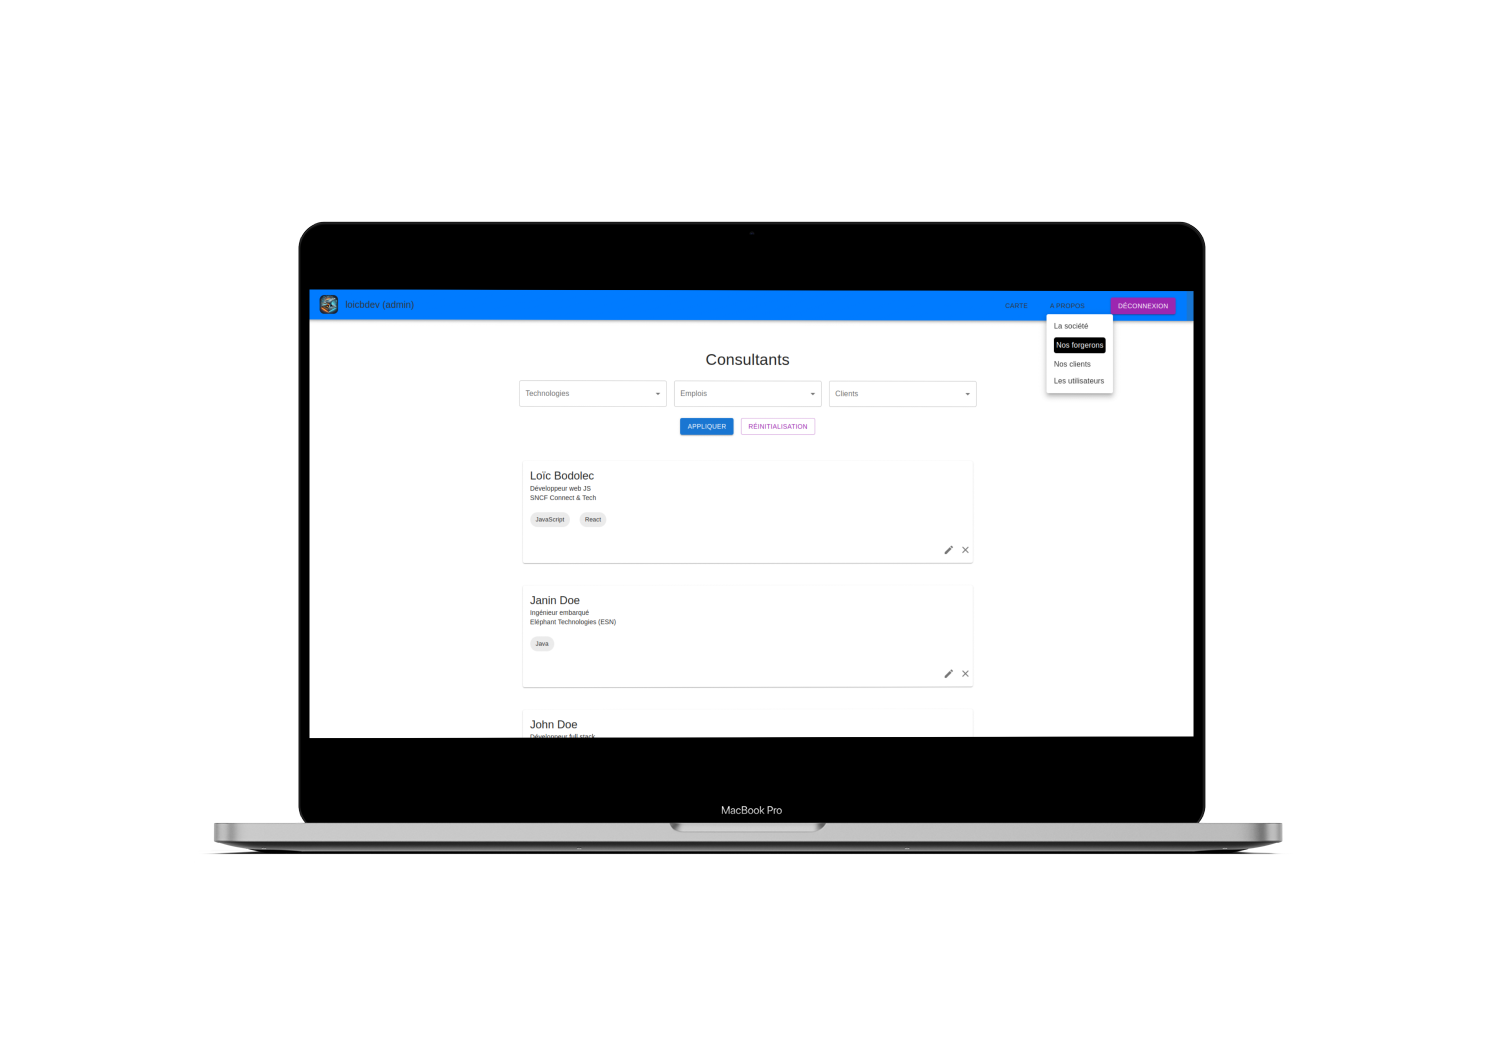 loicbdev (admin)
CARTE
A PROPOS
DÉCONNEXION
La société
Nos forgerons
Nos clients
Les utilisateurs
Consultants
Technologies
Emplois
Clients
APPLIQUER
RÉINITIALISATION
Loïc Bodolec
Développeur web JS
SNCF Connect & Tech
JavaScript
React
Janin Doe
Ingénieur embarqué
Eléphant Technologies (ESN)
Java
John Doe
Développeur full stack
MacBook Pro